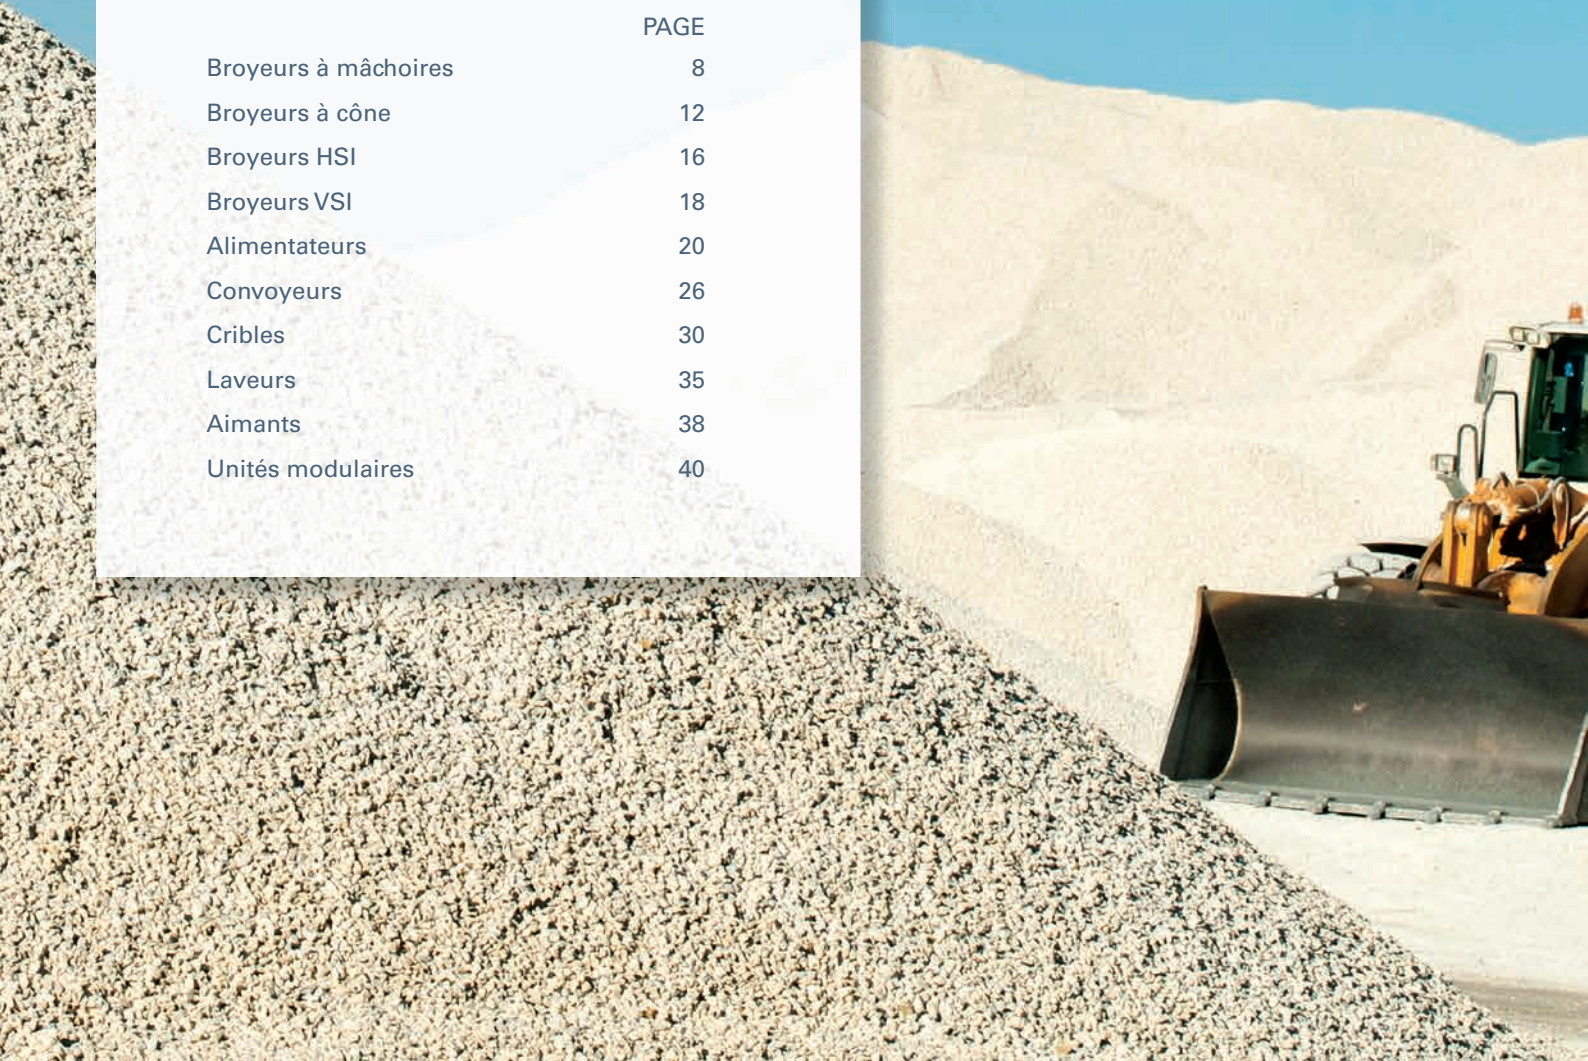 PAGE
Broyeurs à mâchoires 8
Broyeurs à cône 12
Broyeurs HSI 16
Broyeurs VSI 18
Alimentateurs 20
Convoyeurs 26
Cribles 30
Laveurs 35
Aimants 38
Unités modulaires 40